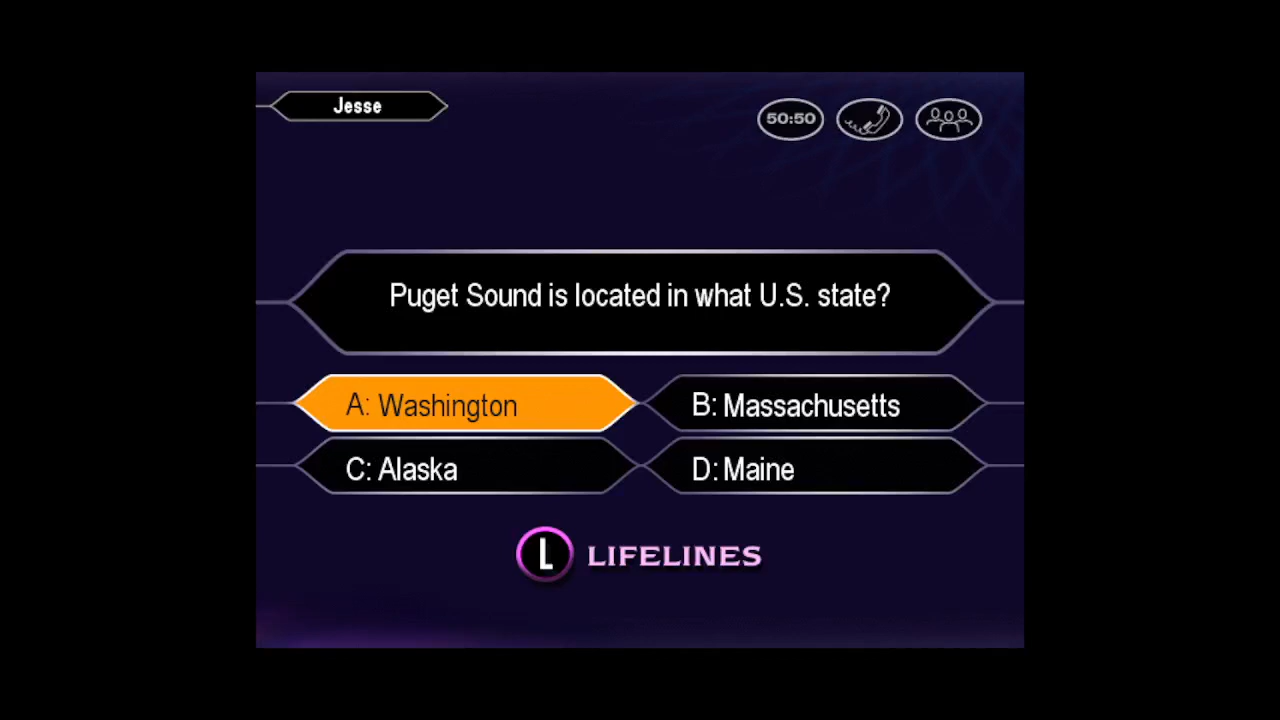 Jesse
50:50
Puget Sound is located in what U.S. state?
A: Washington
B: Massachusetts
C: Alaska
D: Maine
L LIFELINES